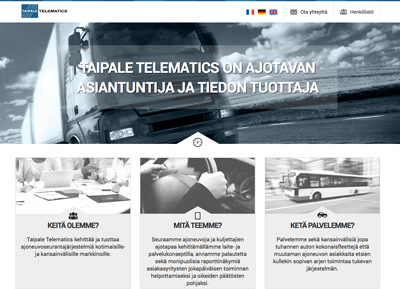 TAIPALE TELEMATICS
Ota yhteyttä
Henkilöstö
TAIPALE TELEMATICS ON AJOTAVAN
ASIANTUNTIJA JA TIEDON TUOTTAJA
KEITÄ OLEMME?
Taipale Telematics kehittää ja tuottaa
ajoneuvoseurantajärjestelmiä kotimaisille-
ja kansainvälisille markkinoille.
MITÄ TEEMME?
Seuraamme ajoneuvoja ja kuljettajien
ajotapaa kehittämällämme laite- ja
palvelukonseptilla, annamme palautetta
sekä monipuolisia raporttinäkymiä
asiakasyritysten jokapäiväisen toiminnan
helpottamiseksi ja oikeiden päätösten
pohjaksi.
KETÄ PALVELEMME?
Palvelemme sekä kansainvälisiä jopa
tuhannen auton kokonaisfleettejä että
muutaman ajoneuvon asiakkaita etsien
kullekin sopivan arjen toimintaa tukevan
järjestelmän.